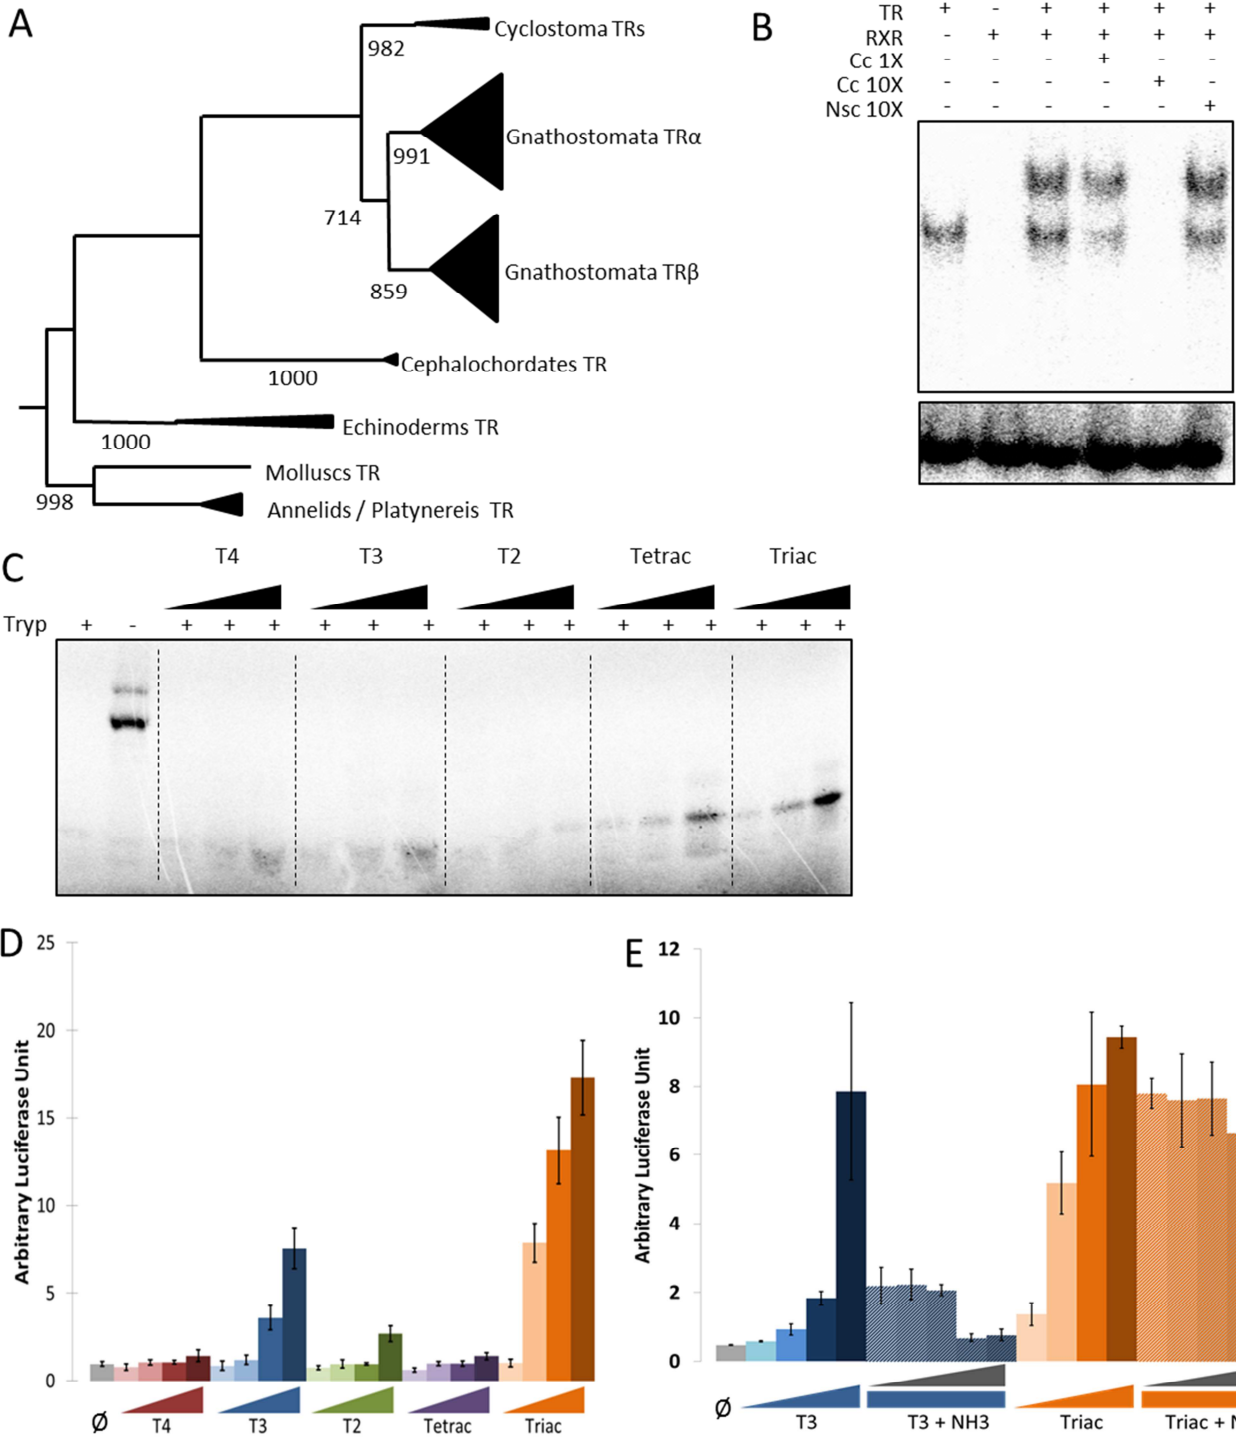 A
Cyclostoma TRs
982
Gnathostomata TRα
991
714
Gnathostomata TRβ
859
Cephalochordates TR
1000
Echinoderms TR
1000
Molluscs TR
998
Annelids / Platynereis TR
B
TR + - + + + +
RXR - + + + + +
Cc 1X - - - + - -
Cc 10X - - - - + -
Nsc 10X - - - - - +
C
T4 T3 T2 Tetrac Triac
Tryp + - + + + + + + + + + + + + + + +
D
Arbitrary Luciferase Unit
25
20
15
10
5
0
Ø T4 T3 T2 Tetrac Triac
E
Arbitrary Luciferase Unit
12
10
8
6
4
2
0
Ø T3 T3 + NH3 Triac Triac + N